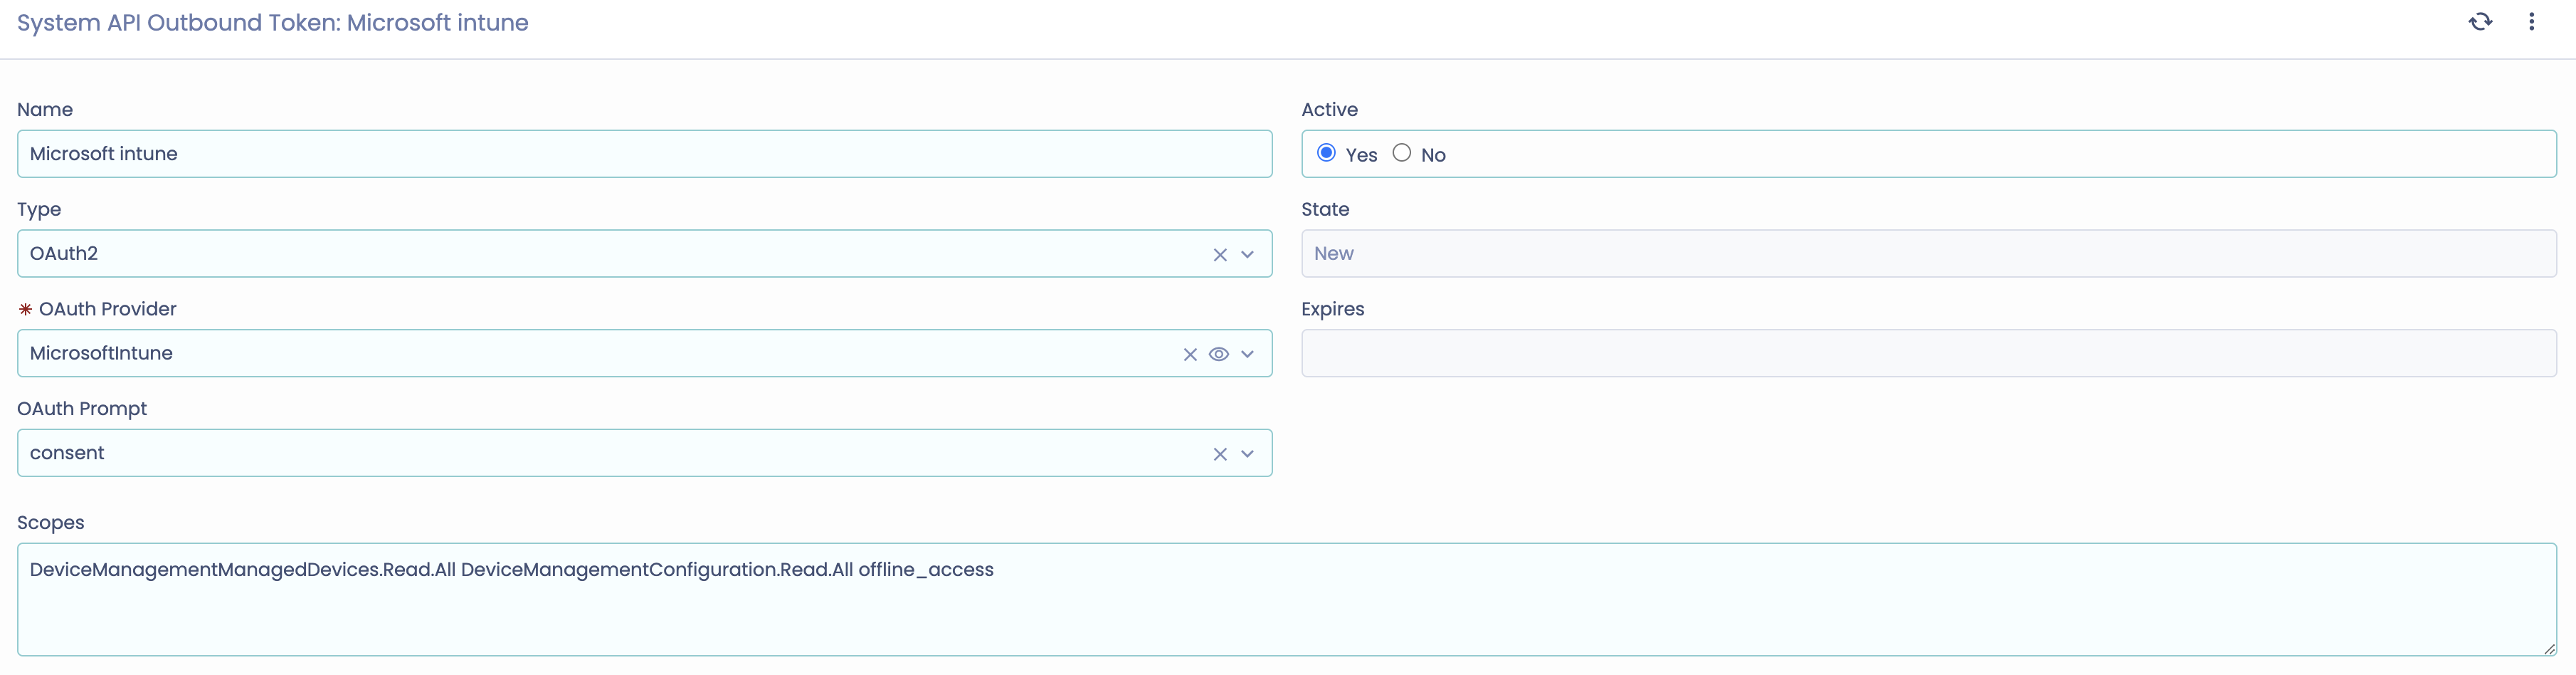 System API Outbound Token: Microsoft intune
Name
Microsoft intune
Active
Yes No
Type
OAuth2
State
New
* OAuth Provider
MicrosoftIntune
Expires
OAuth Prompt
consent
Scopes
DeviceManagementManagedDevices.Read.All DeviceManagementConfiguration.Read.All offline_access